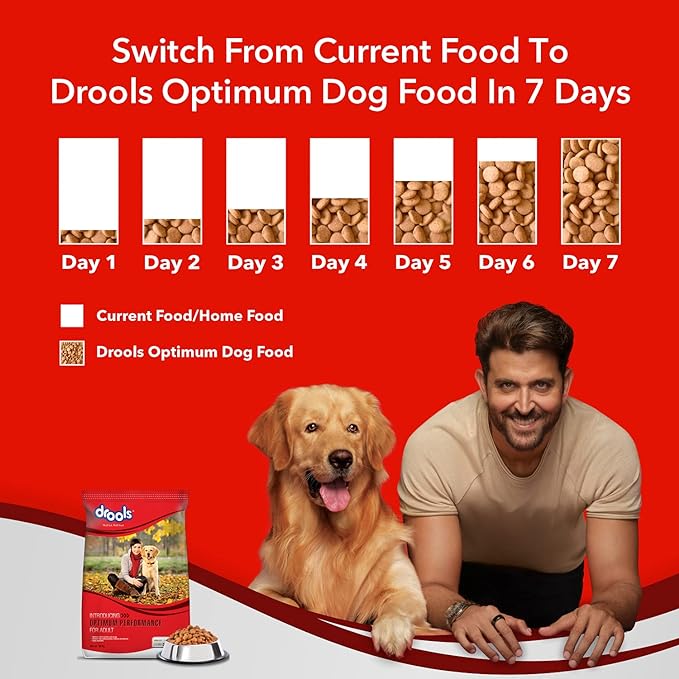 Switch From Current Food To
Drools Optimum Dog Food In 7 Days
Day 1 Day 2 Day 3 Day 4 Day 5 Day 6 Day 7
Current Food/Home Food
Drools Optimum Dog Food
drools
INTRODUCING >>>
OPTIMUM PERFORMANCE
FOR ADULT